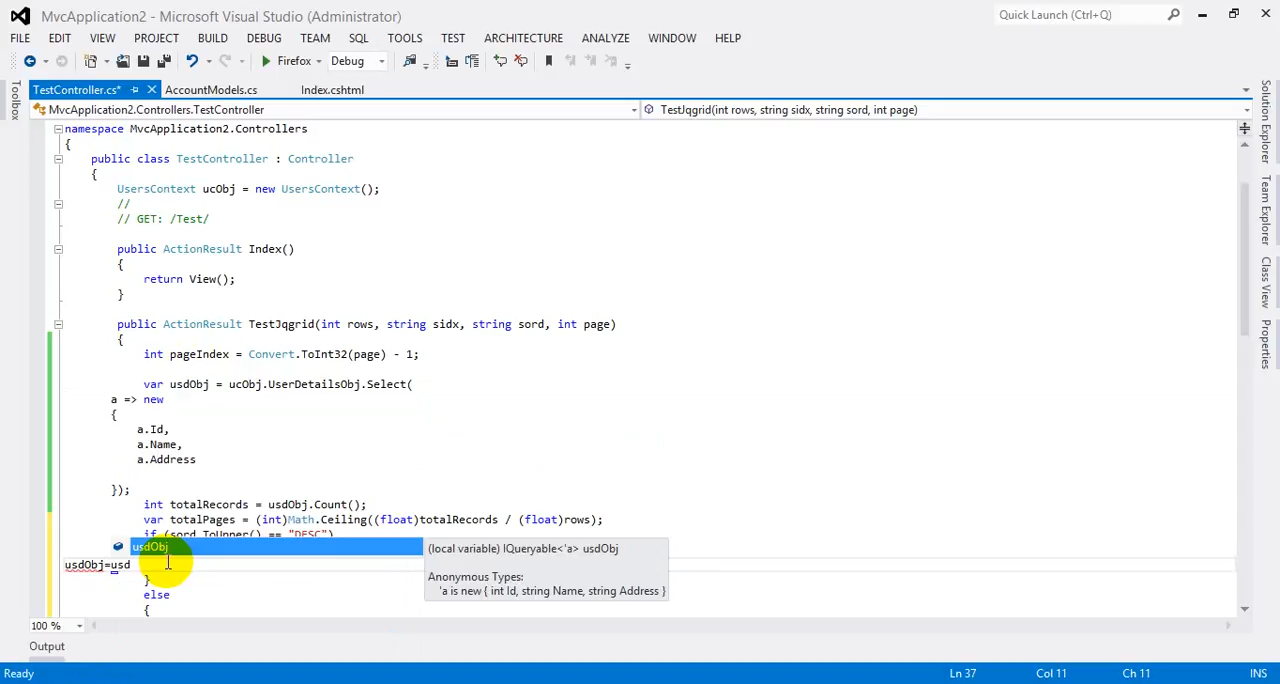 MvcApplication2 - Microsoft Visual Studio (Administrator)
Quick Launch (Ctrl+Q)
FILE EDIT VIEW PROJECT BUILD DEBUG TEAM SQL TOOLS TEST ARCHITECTURE ANALYZE WINDOW HELP
Firefox Debug
TestController.cs* AccountModels.cs Index.cshtml
MvcApplication2.Controllers.TestController
TestJqgrid(int rows, string sidx, string sord, int page)
Toolbox
Solution Explorer
Team Explorer
Class View
Properties
namespace MvcApplication2.Controllers
{
public class TestController : Controller
{
UsersContext ucObj = new UsersContext();
//
// GET: /Test/
public ActionResult Index()
{
return View();
}
public ActionResult TestJqgrid(int rows, string sidx, string sord, int page)
{
int pageIndex = Convert.ToInt32(page) - 1;
var usdObj = ucObj.UserDetailsObj.Select(
a => new
{
a.Id,
a.Name,
a.Address
});
int totalRecords = usdObj.Count();
var totalPages = (int)Math.Ceiling((float)totalRecords / (float)rows);
if (sord.ToUpper() == "DESC")
usdObj
(local variable) IQueryable<'a> usdObj
Anonymous Types:
'a is new { int Id, string Name, string Address }
usdObj=usd
}
else
{
100 %
Output
Ready
Ln 37
Col 11
Ch 11
INS